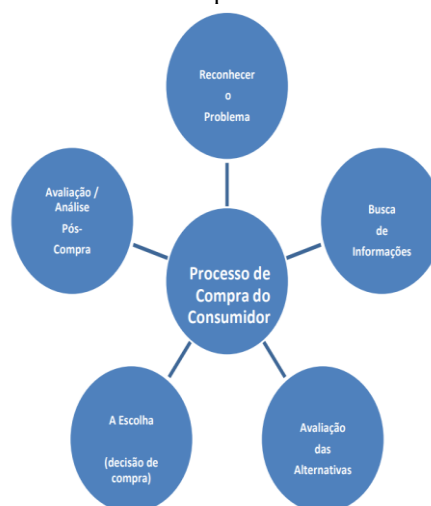 Reconhecer
o
Problema
Busca
de
Informações
Avaliação
das
Alternativas
A Escolha
(decisão de
compra)
Avaliação /
Análise
Pós-
Compra
Processo de
Compra do
Consumidor